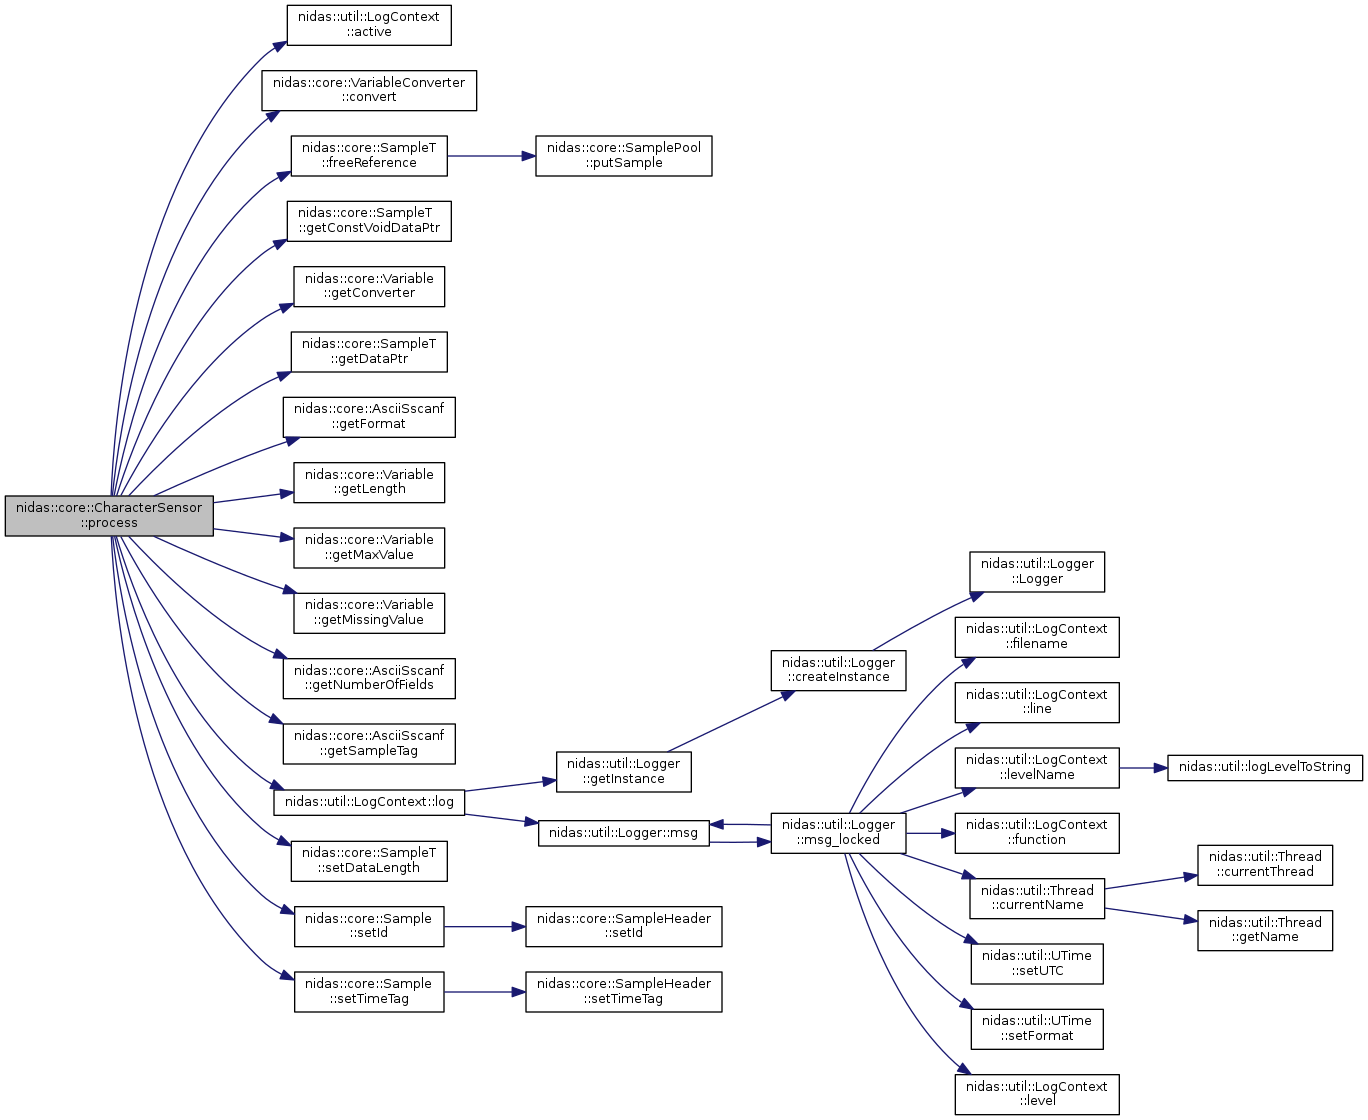 nidas::util::LogContext
::active
nidas::core::VariableConverter
::convert
nidas::core::SampleT
::freeReference
nidas::core::SamplePool
::putSample
nidas::core::SampleT
::getConstVoidDataPtr
nidas::core::Variable
::getConverter
nidas::core::SampleT
::getDataPtr
nidas::core::AsciiSscanf
::getFormat
nidas::core::Variable
::getLength
nidas::core::CharacterSensor
::process
nidas::core::Variable
::getMaxValue
nidas::core::Variable
::getMissingValue
nidas::core::AsciiSscanf
::getNumberOfFields
nidas::core::AsciiSscanf
::getSampleTag
nidas::util::LogContext::log
nidas::core::SampleT
::setDataLength
nidas::core::Sample
::setId
nidas::core::SampleHeader
::setId
nidas::core::Sample
::setTimeTag
nidas::core::SampleHeader
::setTimeTag
nidas::util::Logger
::getInstance
nidas::util::Logger::msg
nidas::util::Logger
::createInstance
nidas::util::Logger
::msg_locked
nidas::util::Logger
::Logger
nidas::util::LogContext
::filename
nidas::util::LogContext
::line
nidas::util::LogContext
::levelName
nidas::util::logLevelToString
nidas::util::LogContext
::function
nidas::util::Thread
::currentName
nidas::util::Thread
::currentThread
nidas::util::Thread
::getName
nidas::util::UTime
::setUTC
nidas::util::UTime
::setFormat
nidas::util::LogContext
::level